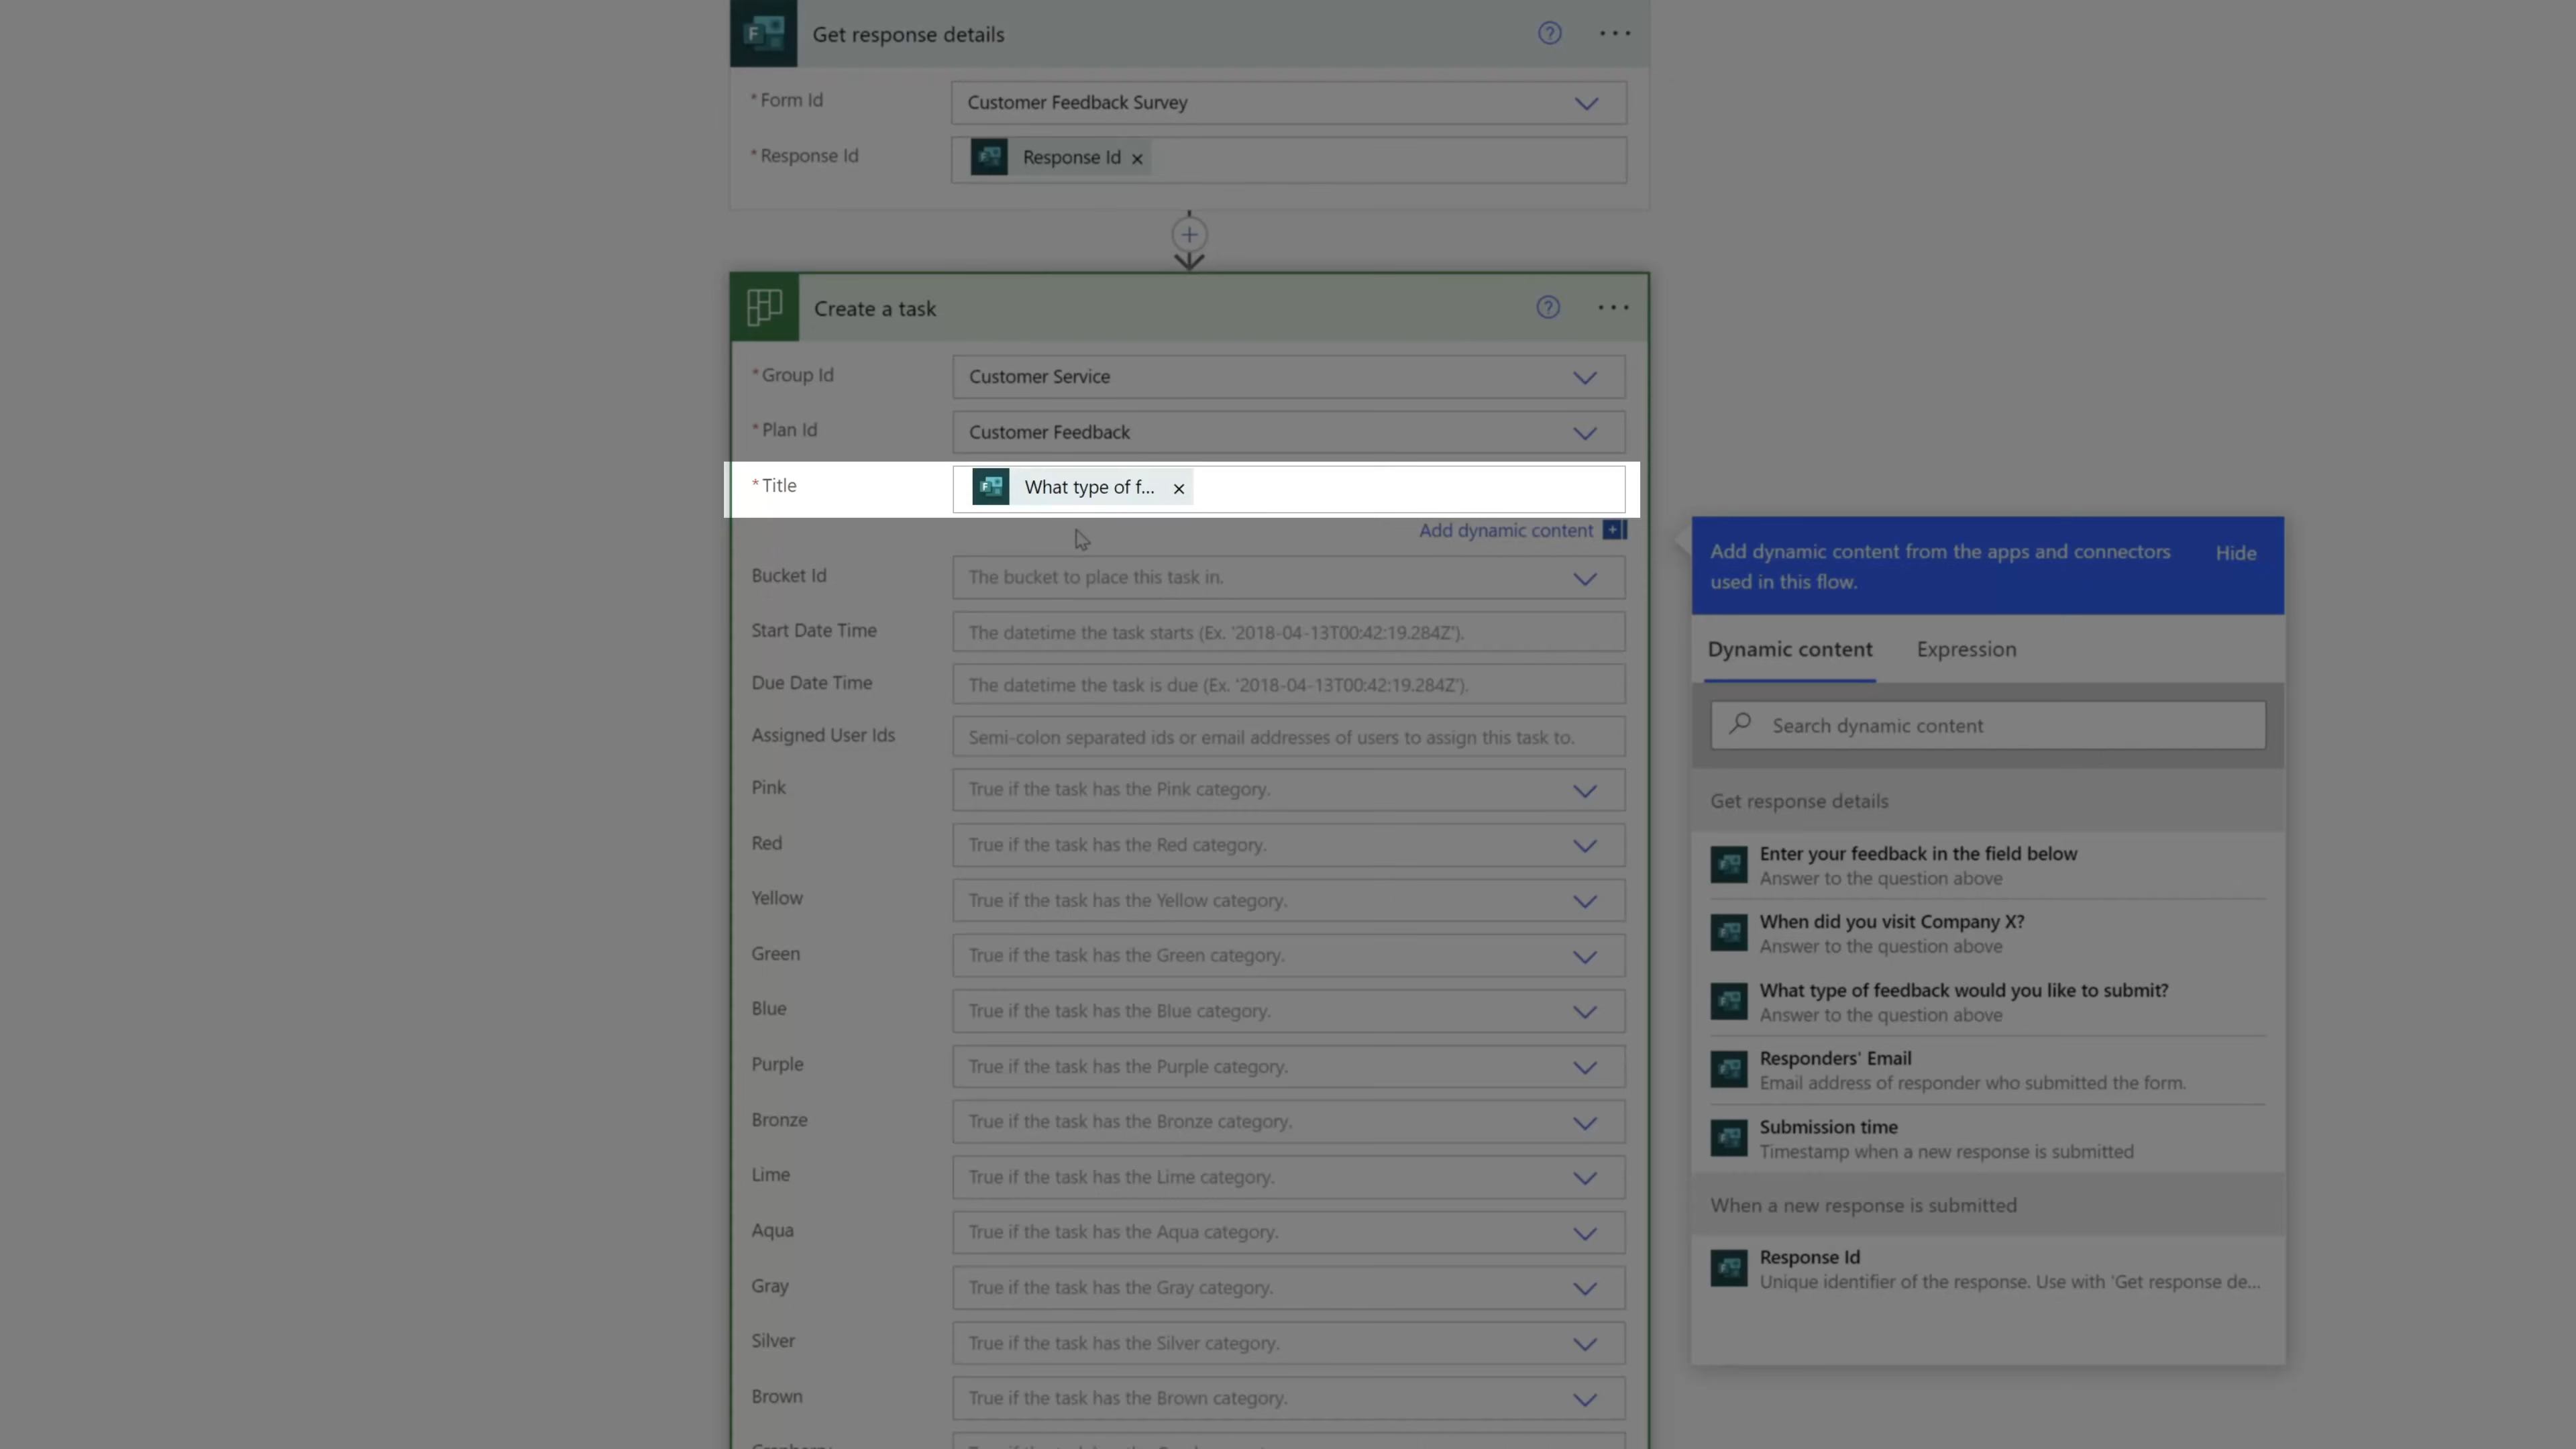 Get response details
* Form Id
Customer Feedback Survey
* Response Id
Response Id
Create a task
* Group Id
Customer Service
* Plan Id
Customer Feedback
* Title
What type of f...
Add dynamic content
Bucket Id
The bucket to place this task in.
Start Date Time
The datetime the task starts (Ex. '2018-04-13T00:42:19.284Z').
Due Date Time
The datetime the task is due (Ex. '2018-04-13T00:42:19.284Z').
Assigned User Ids
Semi-colon separated ids or email addresses of users to assign this task to.
Pink
True if the task has the Pink category.
Red
True if the task has the Red category.
Yellow
True if the task has the Yellow category.
Green
True if the task has the Green category.
Blue
True if the task has the Blue category.
Purple
True if the task has the Purple category.
Bronze
True if the task has the Bronze category.
Lime
True if the task has the Lime category.
Aqua
True if the task has the Aqua category.
Gray
True if the task has the Gray category.
Silver
True if the task has the Silver category.
Brown
True if the task has the Brown category.
Add dynamic content from the apps and connectors
used in this flow.
Hide
Dynamic content
Expression
Search dynamic content
Get response details
Enter your feedback in the field below
Answer to the question above
When did you visit Company X?
Answer to the question above
What type of feedback would you like to submit?
Answer to the question above
Responders' Email
Email address of responder who submitted the form.
Submission time
Timestamp when a new response is submitted
When a new response is submitted
Response Id
Unique identifier of the response. Use with 'Get response de...